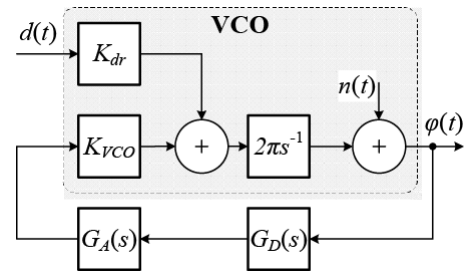 VCO
d(t)
K_dr
n(t)
φ(t)
K_VCO
+
2πs⁻¹
+
G_A(s)
G_D(s)